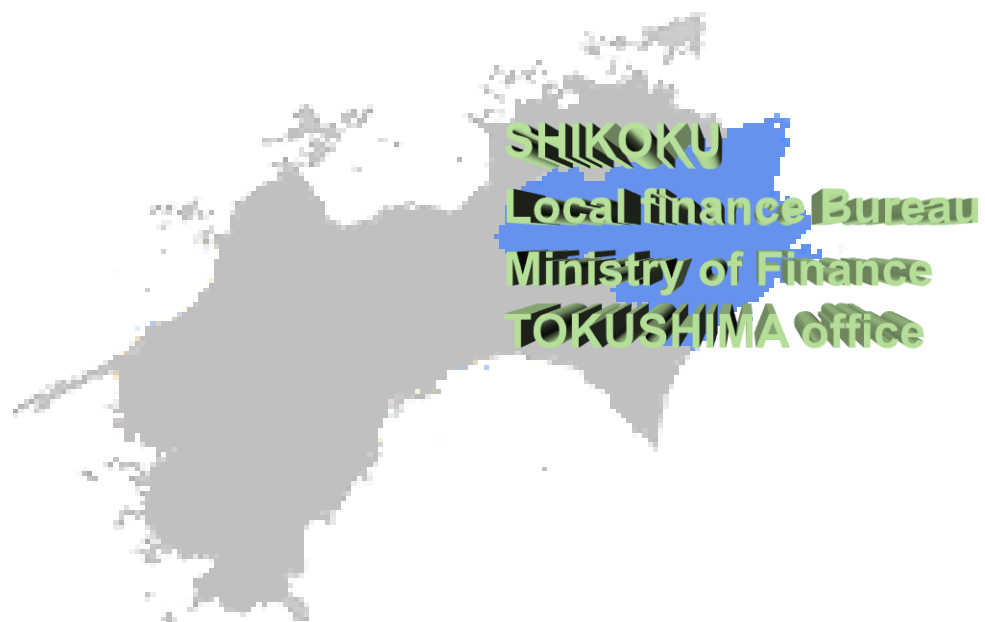 SHIKOKU
Local finance Bureau
Ministry of Finance
TOKUSHIMA office